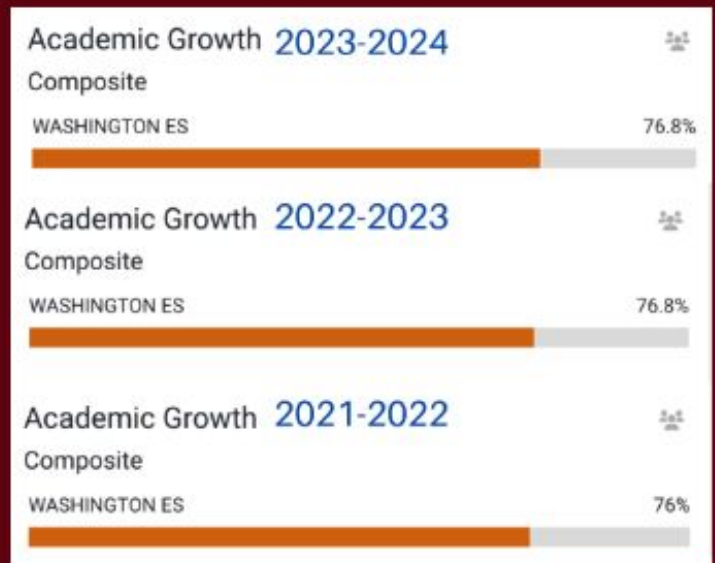 Academic Growth 2023-2024
Composite
WASHINGTON ES 76.8%
Academic Growth 2022-2023
Composite
WASHINGTON ES 76.8%
Academic Growth 2021-2022
Composite
WASHINGTON ES 76%